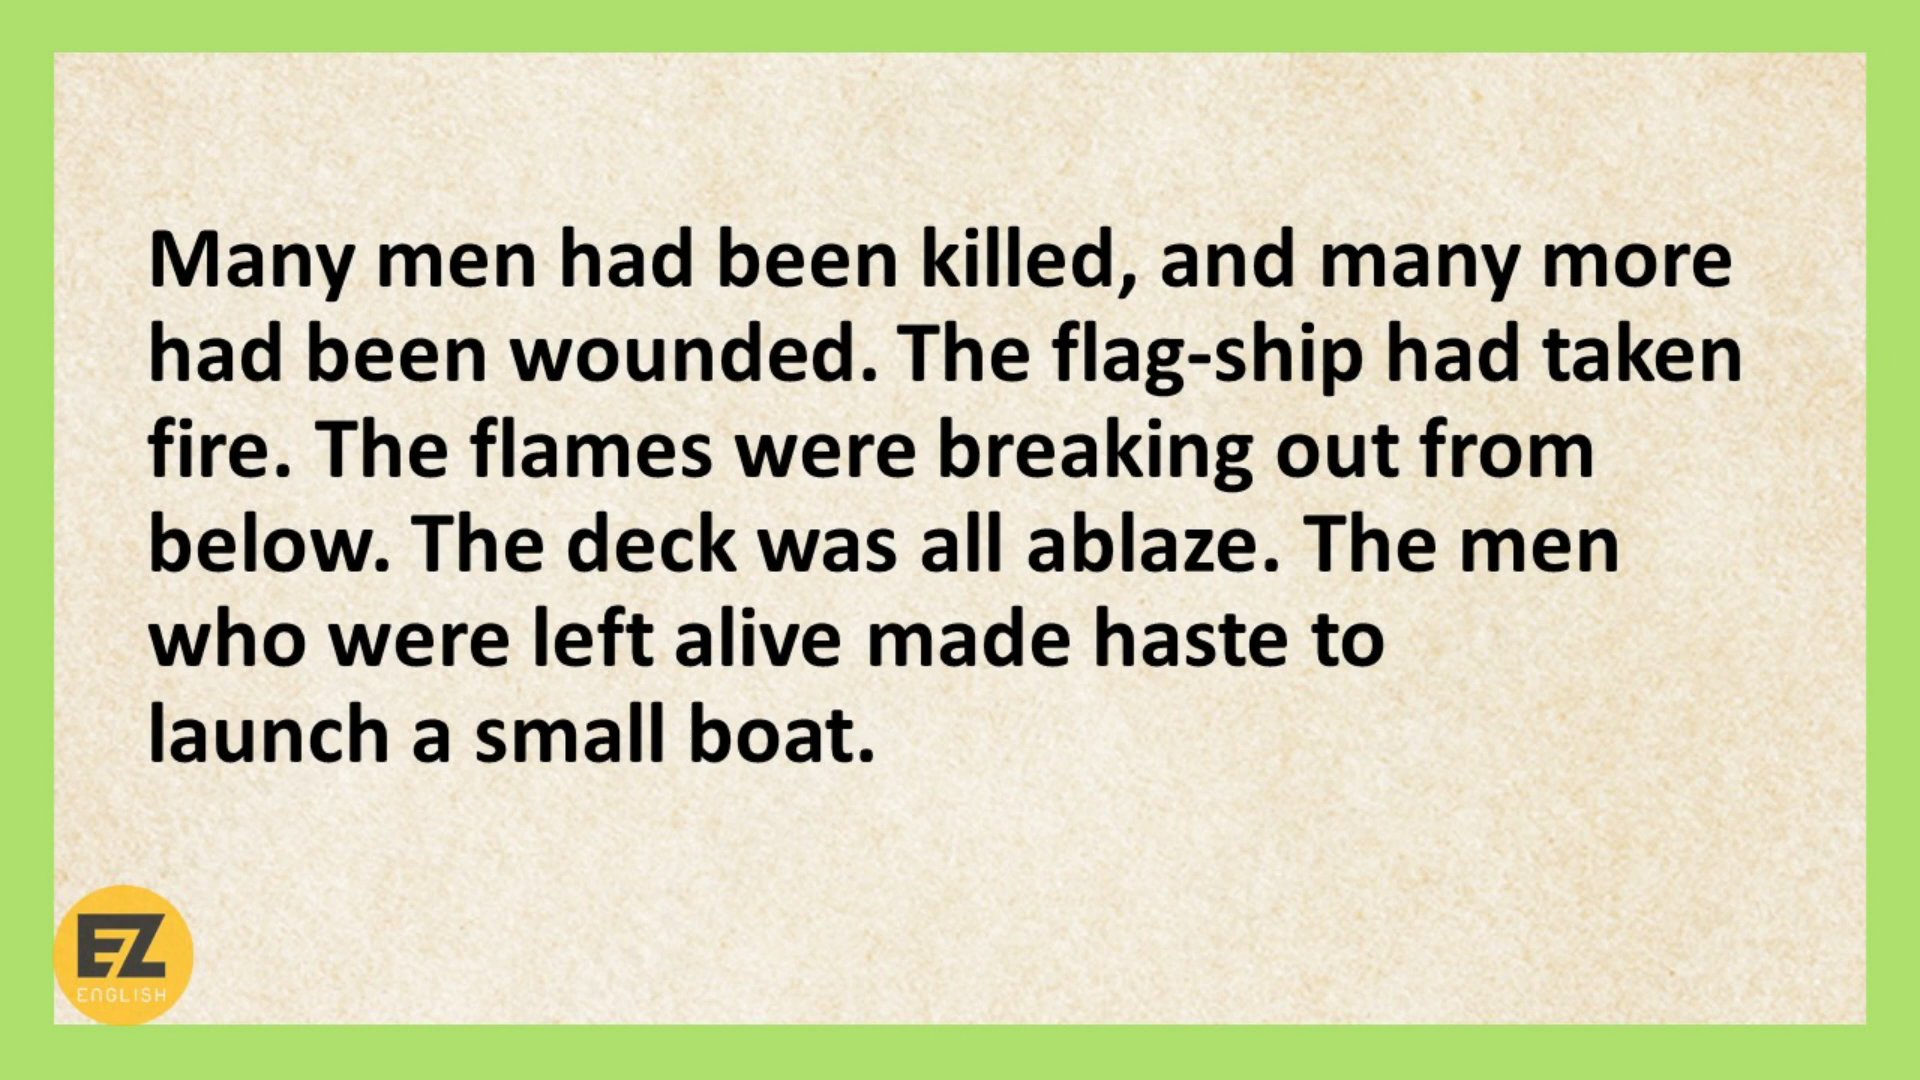 Many men had been killed, and many more
had been wounded. The flag-ship had taken
fire. The flames were breaking out from
below. The deck was all ablaze. The men
who were left alive made haste to
launch a small boat.
EZ
ENGLISH